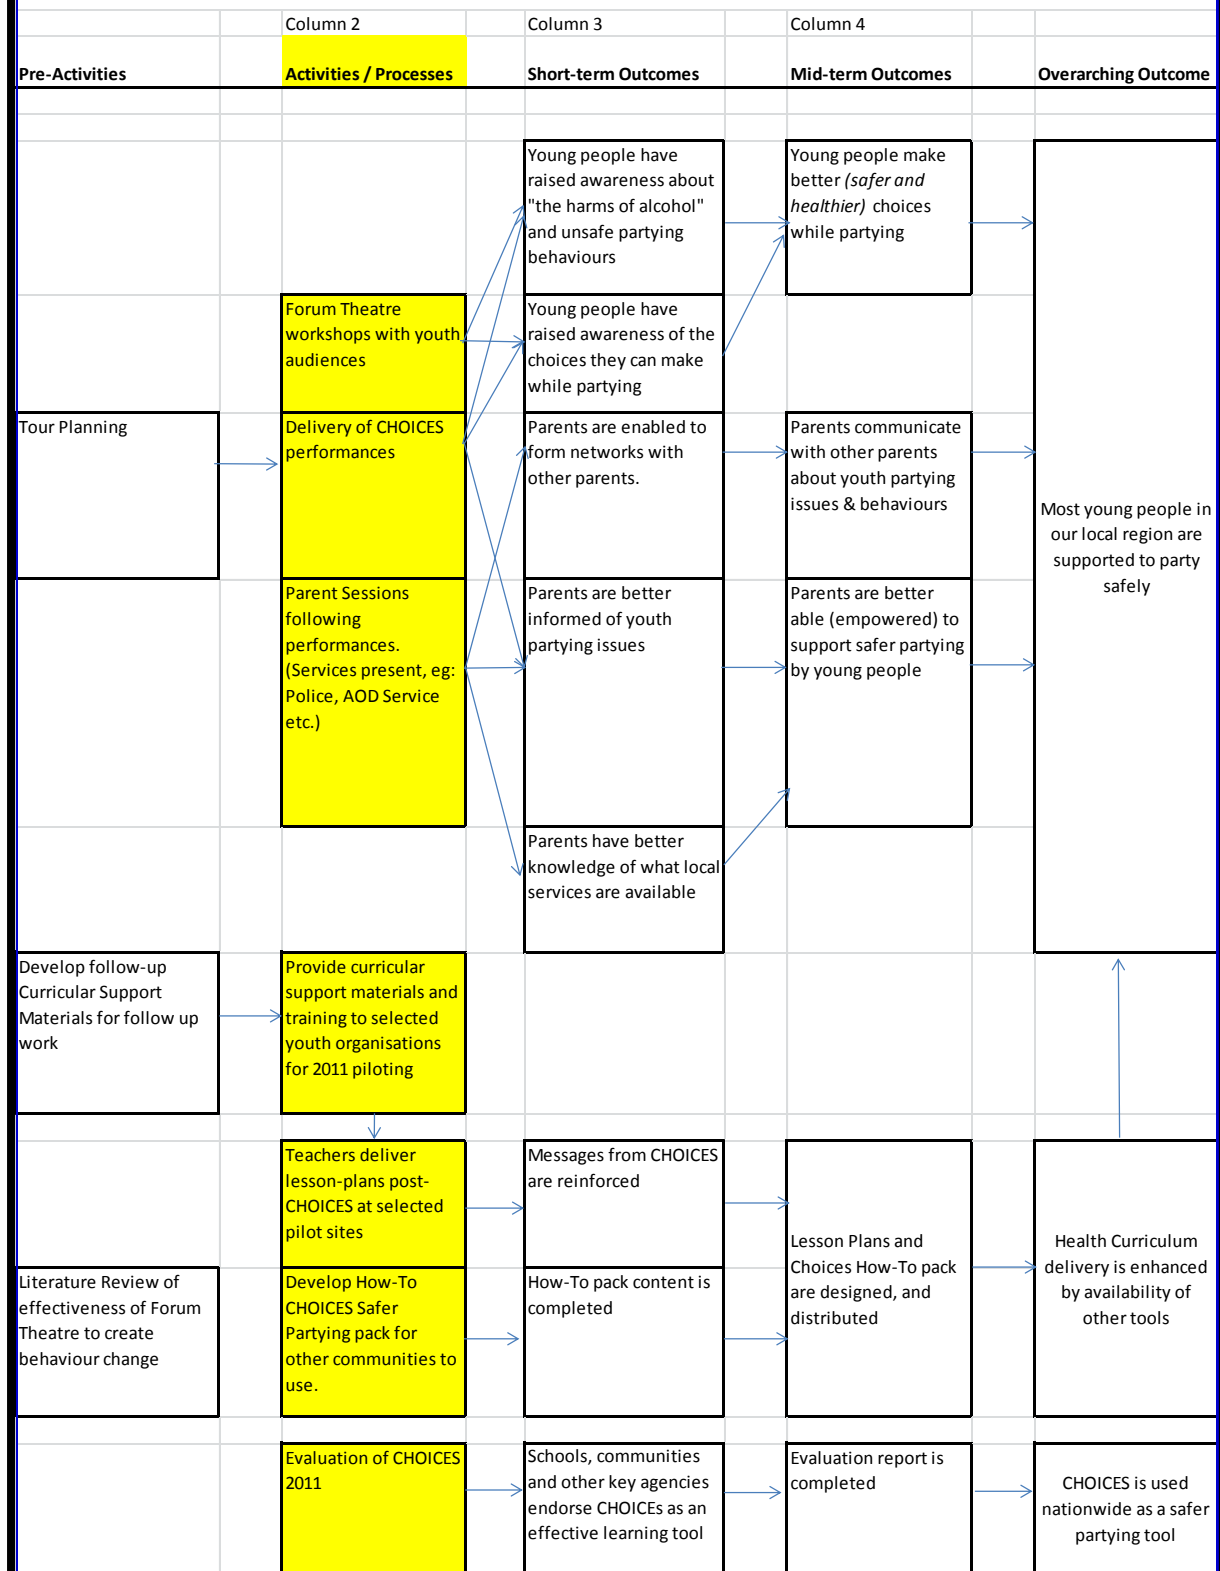 Column 2
Column 3
Column 4
Pre-Activities
Activities / Processes
Short-term Outcomes
Mid-term Outcomes
Overarching Outcome
Young people have
raised awareness about
"the harms of alcohol"
and unsafe partying
behaviours
Young people make
better (safer and
healthier) choices
while partying
Forum Theatre
workshops with youth
audiences
Young people have
raised awareness of the
choices they can make
while partying
Tour Planning
Delivery of CHOICES
performances
Parents are enabled to
form networks with
other parents.
Parents communicate
with other parents
about youth partying
issues & behaviours
Most young people in
our local region are
supported to party
safely
Parent Sessions
following
performances.
(Services present, eg:
Police, AOD Service
etc.)
Parents are better
informed of youth
partying issues
Parents are better
able (empowered) to
support safer partying
by young people
Parents have better
knowledge of what local
services are available
Develop follow-up
Curricular Support
Materials for follow up
work
Provide curricular
support materials and
training to selected
youth organisations
for 2011 piloting
Teachers deliver
lesson-plans post-
CHOICES at selected
pilot sites
Messages from CHOICES
are reinforced
Lesson Plans and
Choices How-To pack
are designed, and
distributed
Health Curriculum
delivery is enhanced
by availability of
other tools
Literature Review of
effectiveness of Forum
Theatre to create
behaviour change
Develop How-To
CHOICES Safer
Partying pack for
other communities to
use.
How-To pack content is
completed
Evaluation of CHOICES
2011
Schools, communities
and other key agencies
endorse CHOICEs as an
effective learning tool
Evaluation report is
completed
CHOICES is used
nationwide as a safer
partying tool